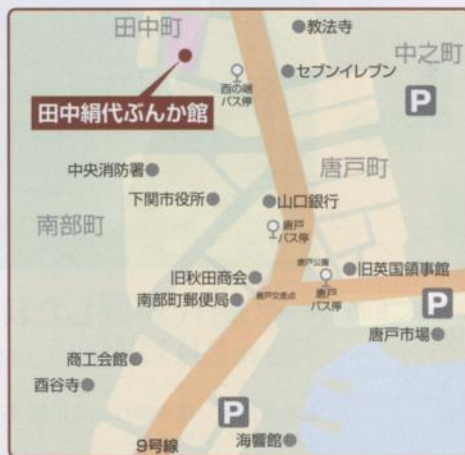 田中町
教法寺
中之町
西の端
バス停
セブンイレブン
P
田中絹代ぶんか館
中央消防署
唐戸町
下関市役所
山口銀行
南部町
唐戸
バス停
唐戸公園
旧英国領事館
旧秋田商会
唐戸交差点
唐戸
バス停
南部町郵便局
P
唐戸市場
商工会館
酉谷寺
P
9号線
海響館